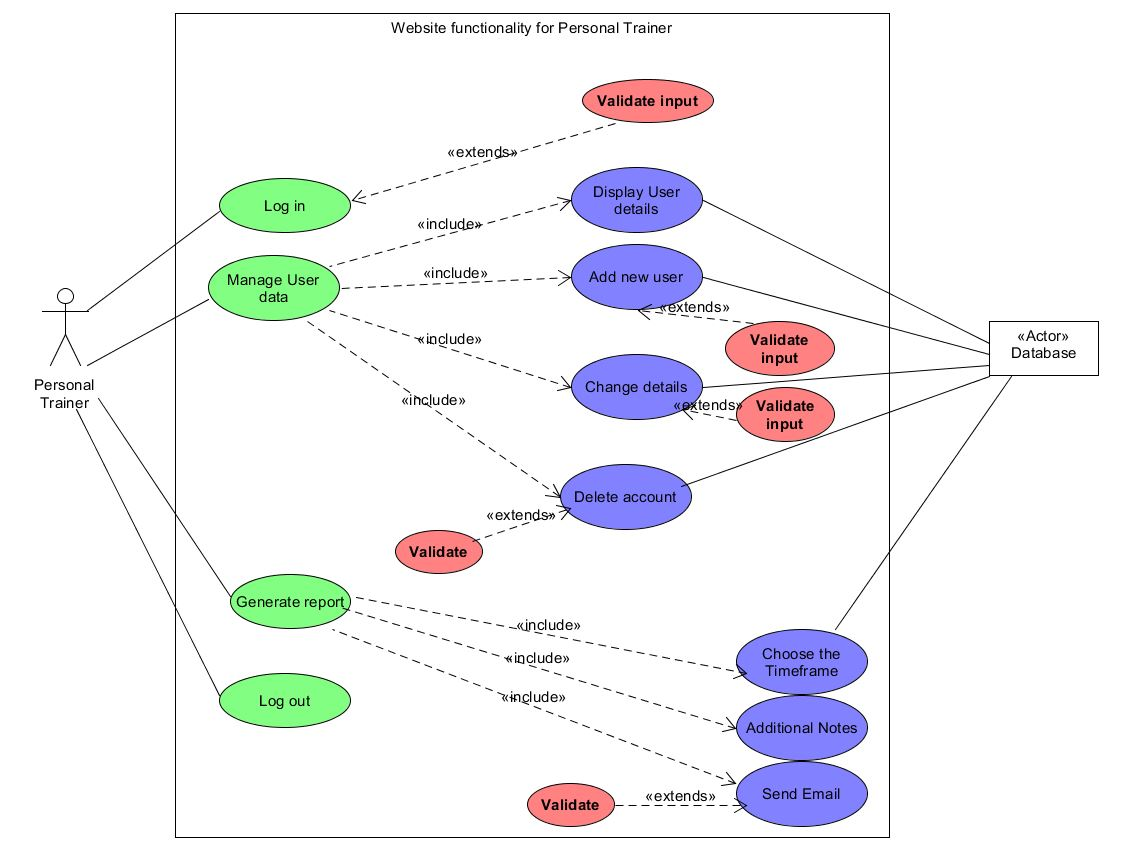 Website functionality for Personal Trainer
Validate input
«extends»
Log in
Display User
details
«include»
Manage User
data
«include»
Add new user
«extends»
«Actor»
Database
Validate
input
«include»
Personal
Trainer
Change details
«include»
«extends»
Validate
input
Delete account
«extends»
Validate
Generate report
«include»
«include»
Choose the
Timeframe
«include»
Log out
Additional Notes
Send Email
«extends»
Validate